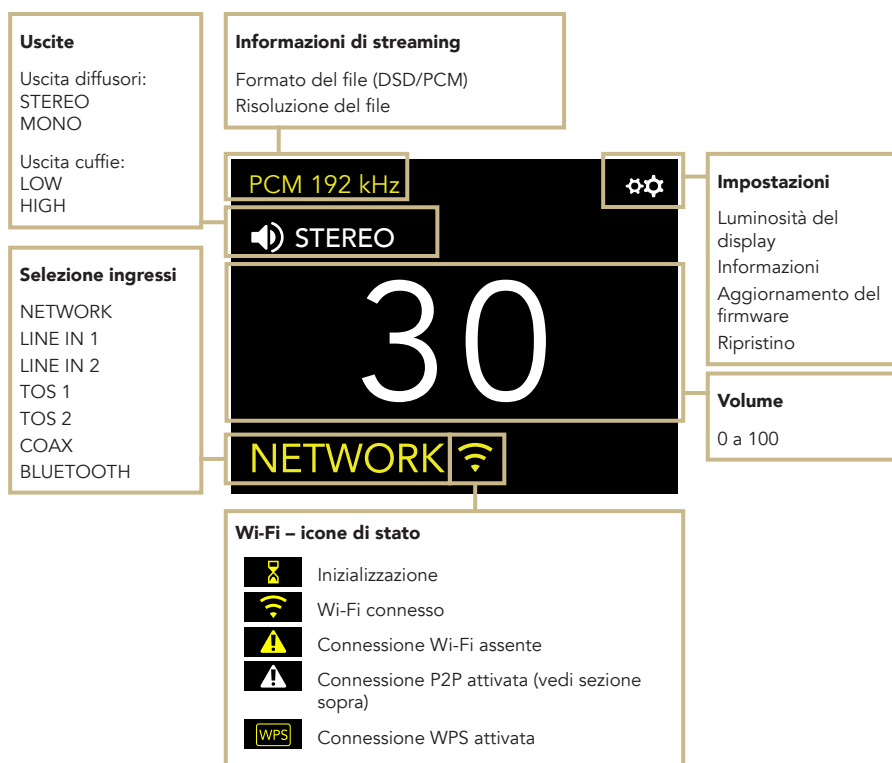 Uscite
Uscita diffusori:
STEREO
MONO
Uscita cuffie:
LOW
HIGH
Informazioni di streaming
Formato del file (DSD/PCM)
Risoluzione del file
PCM 192 kHz
STEREO
30
NETWORK
Selezione ingressi
NETWORK
LINE IN 1
LINE IN 2
TOS 1
TOS 2
COAX
BLUETOOTH
Impostazioni
Luminosità del
display
Informazioni
Aggiornamento del
firmware
Ripristino
Volume
0 a 100
Wi-Fi – icone di stato
Inizializzazione
Wi-Fi connesso
Connessione Wi-Fi assente
Connessione P2P attivata (vedi sezione
sopra)
WPS Connessione WPS attivata